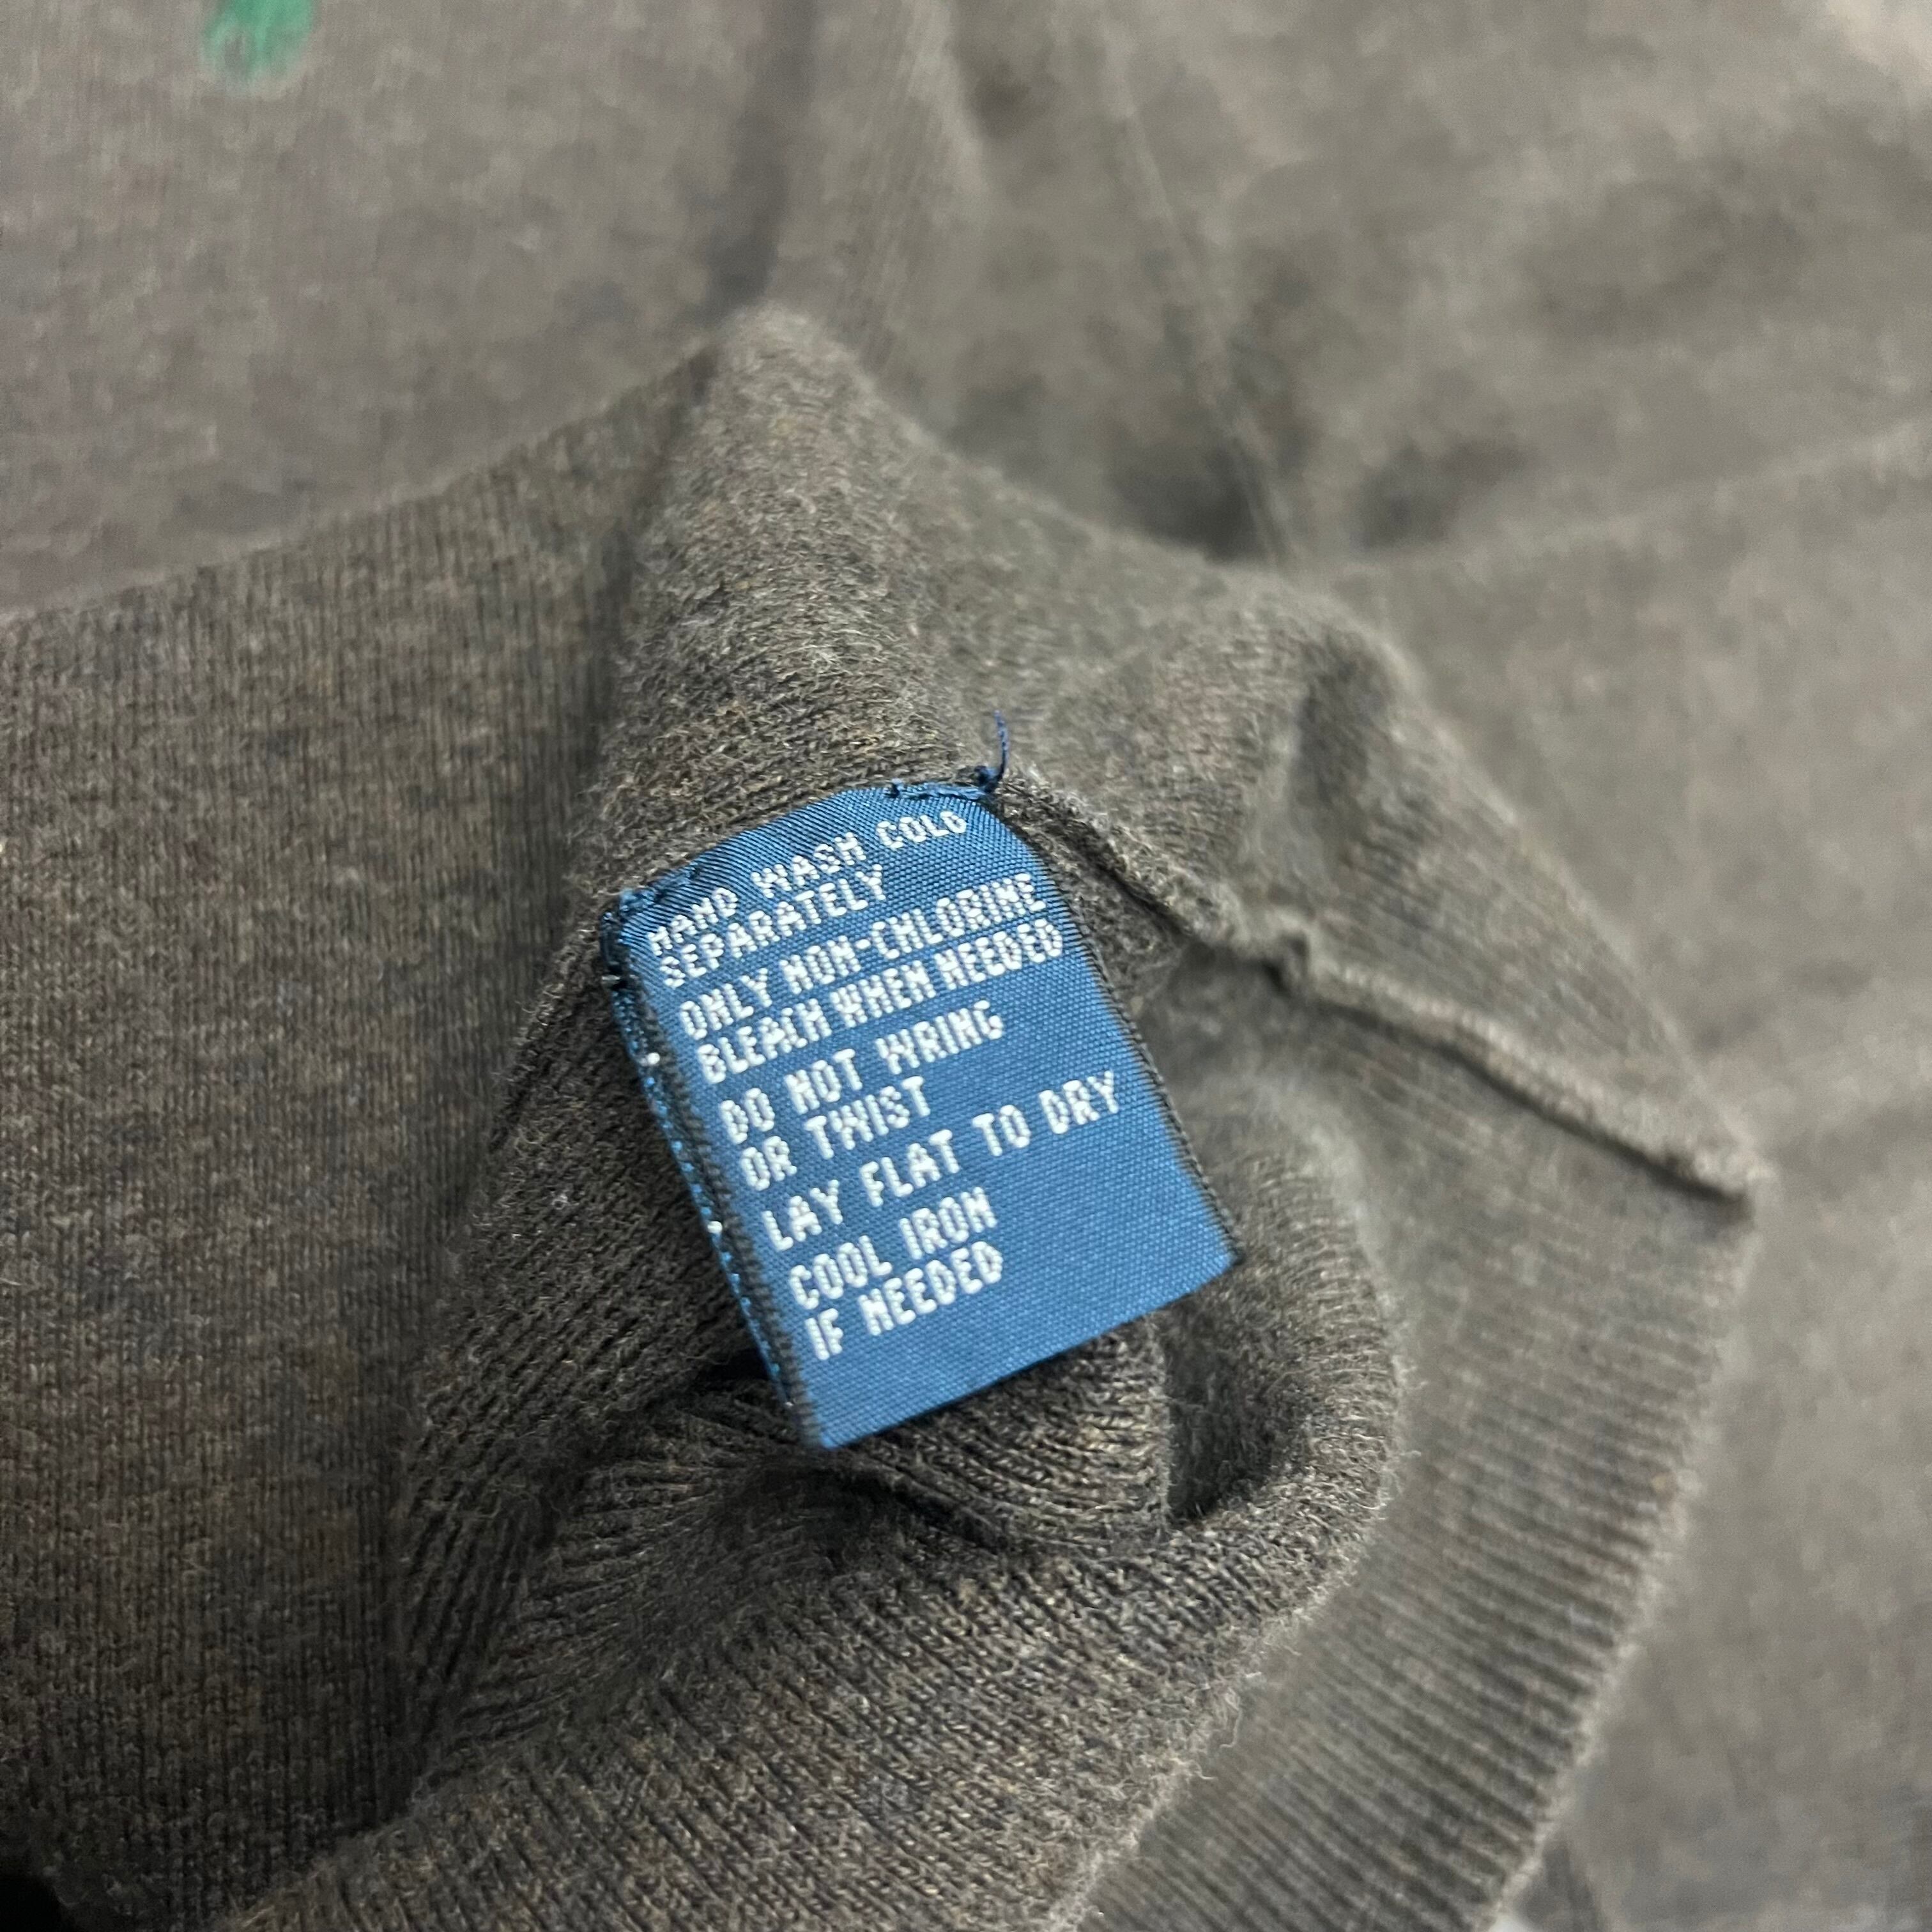 HAND WASH COLD
SEPARATELY
ONLY NON-CHLORINE
BLEACH WHEN NEEDED
DO NOT WRING
OR TWIST
LAY FLAT TO DRY
COOL IRON
IF NEEDED